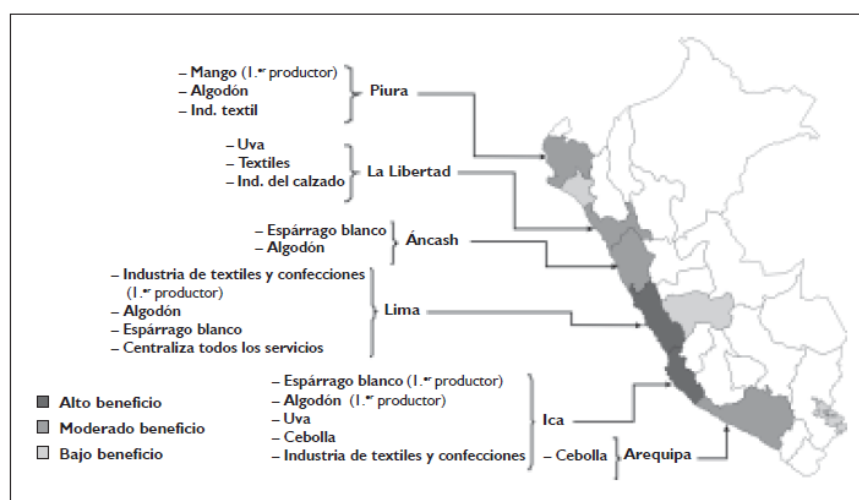 – Mango (1.er productor)
– Algodón
– Ind. textil
Piura
– Uva
– Textiles
– Ind. del calzado
La Libertad
– Espárrago blanco
– Algodón
Áncash
– Industria de textiles y confecciones
(1.er productor)
– Algodón
– Espárrago blanco
– Centraliza todos los servicios
Lima
– Espárrago blanco (1.er productor)
– Algodón (1.er productor)
– Uva
– Cebolla
– Industria de textiles y confecciones
Ica
– Cebolla
Arequipa
Alto beneficio
Moderado beneficio
Bajo beneficio